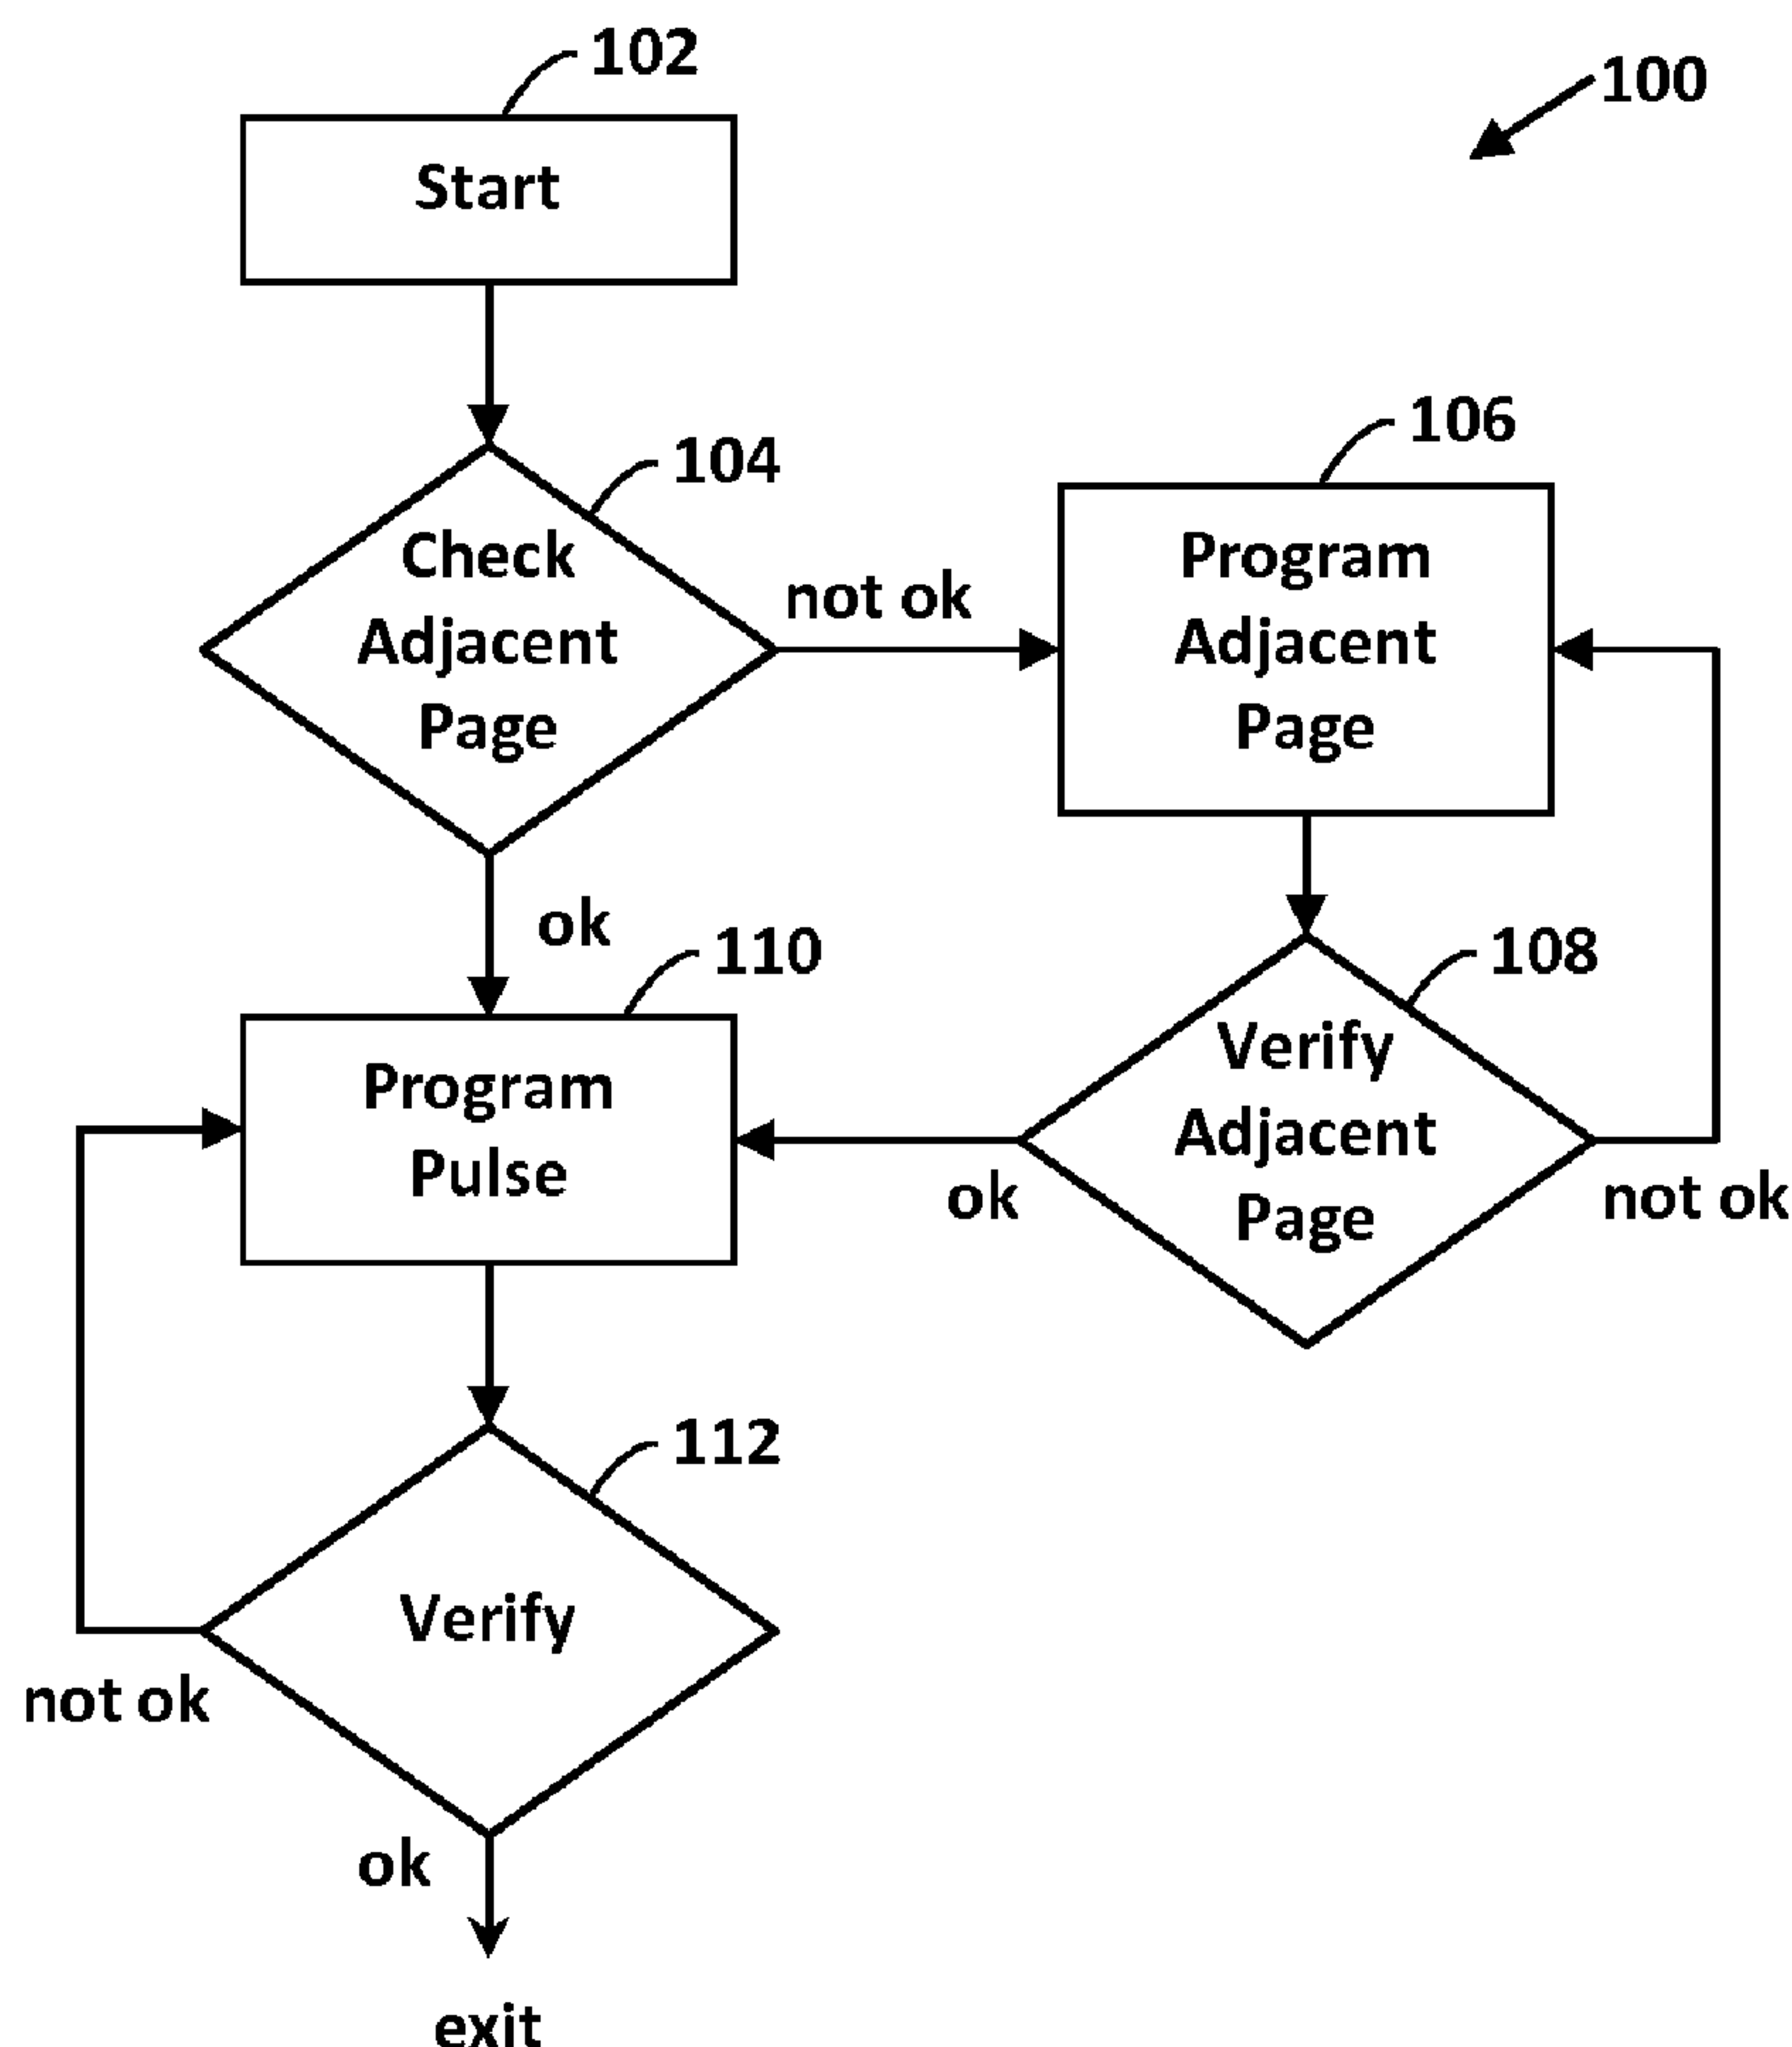 102
100
Start
104
106
Check
Adjacent
Page
not ok
Program
Adjacent
Page
ok
110
108
Program
Pulse
Verify
Adjacent
Page
ok
not ok
112
Verify
not ok
ok
exit